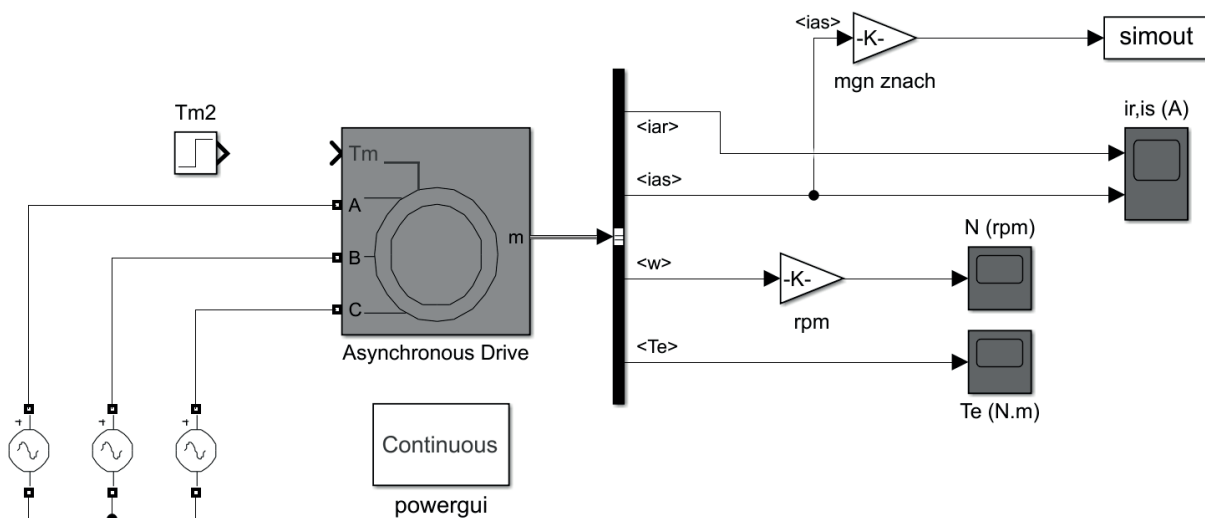 <ias>
-K-
simout
mgn znach
Tm2
ir,is (A)
<iar>
Tm
<ias>
A
m
N (rpm)
B
<w>
-K-
C
rpm
Asynchronous Drive
<Te>
Te (N.m)
Continuous
powergui
+
+
+